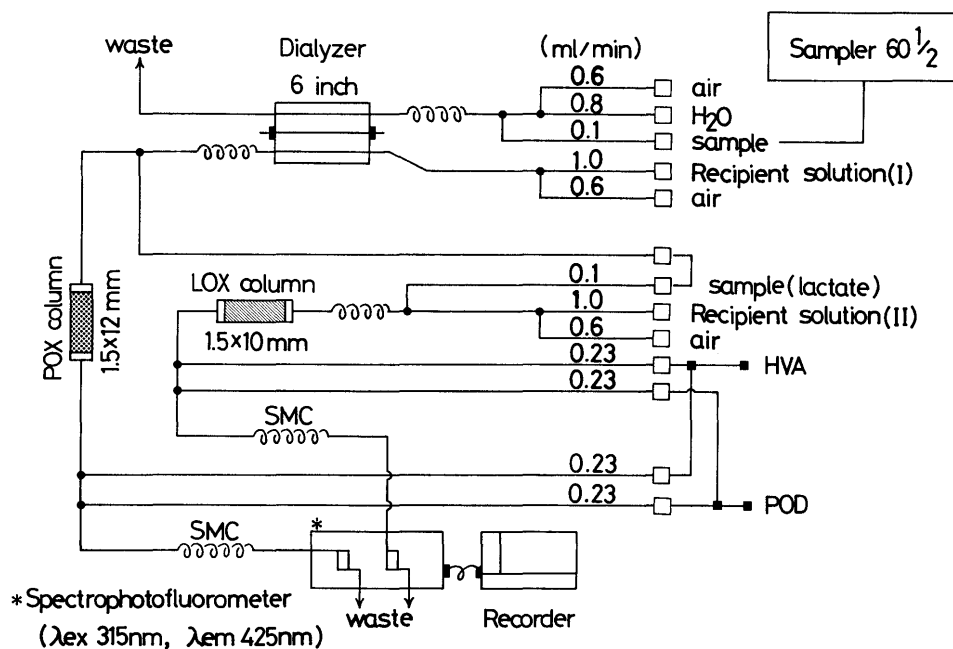 waste
Dialyzer
6 inch
(ml/min)
Sampler 60 1/2
0.6 air
0.8 H₂O
0.1 sample
1.0 Recipient solution(I)
0.6 air
POX column
1.5×12 mm
LOX column
1.5×10 mm
0.1 sample(lactate)
1.0 Recipient solution(II)
0.6 air
0.23 HVA
0.23
SMC
0.23
0.23 POD
SMC
*
waste
Recorder
*Spectrophotofluorometer
(λex 315nm, λem 425nm)